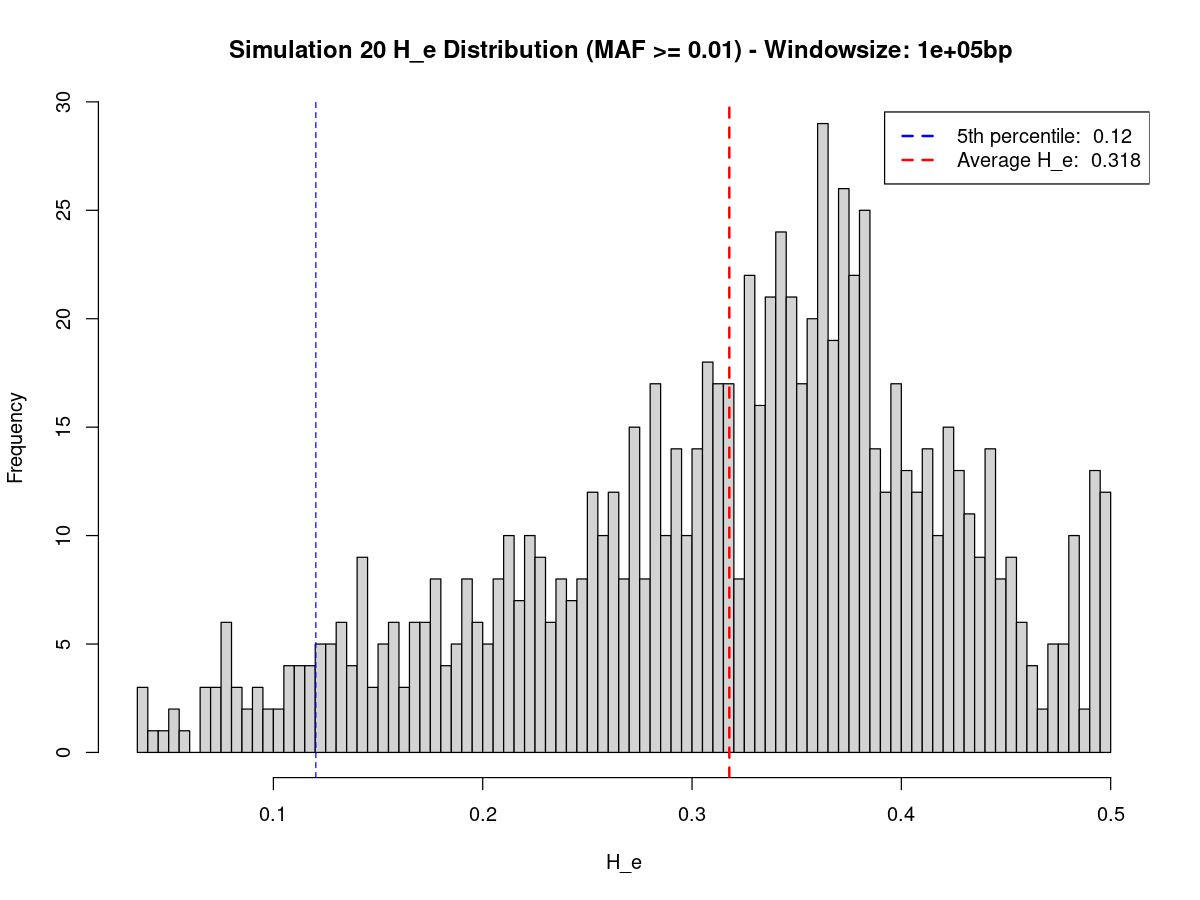 Simulation 20 H_e Distribution (MAF >= 0.01) - Windowsize: 1e+05bp
5th percentile: 0.12
Average H_e: 0.318
Frequency
30
25
20
15
10
5
0
0.1 0.2 0.3 0.4 0.5
H_e